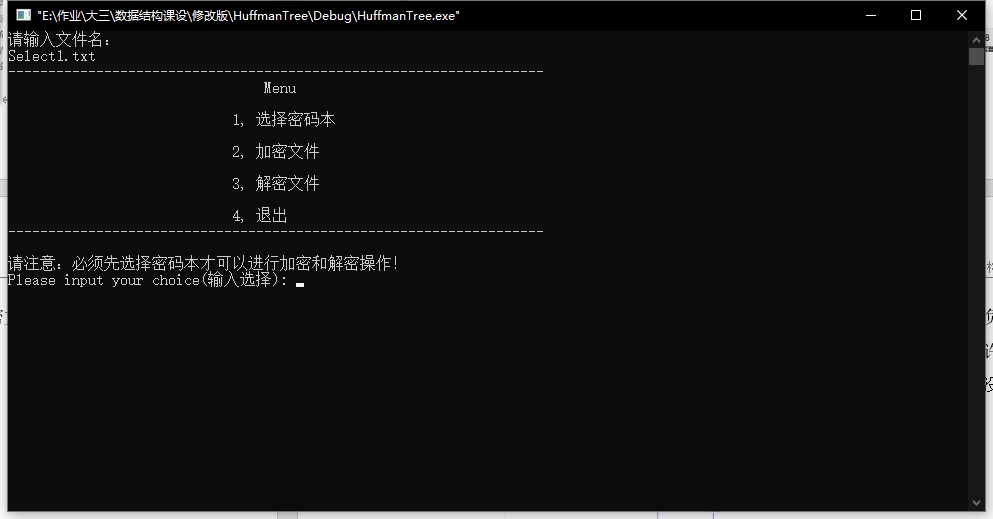 "E:\作业\大三\数据结构课设\修改版\HuffmanTree\Debug\HuffmanTree.exe"
请输入文件名:
Select1.txt
-------------------------------------------------------------------
Menu
1, 选择密码本
2, 加密文件
3, 解密文件
4, 退出
-------------------------------------------------------------------
请注意: 必须先选择密码本才可以进行加密和解密操作!
Please input your choice(输入选择):